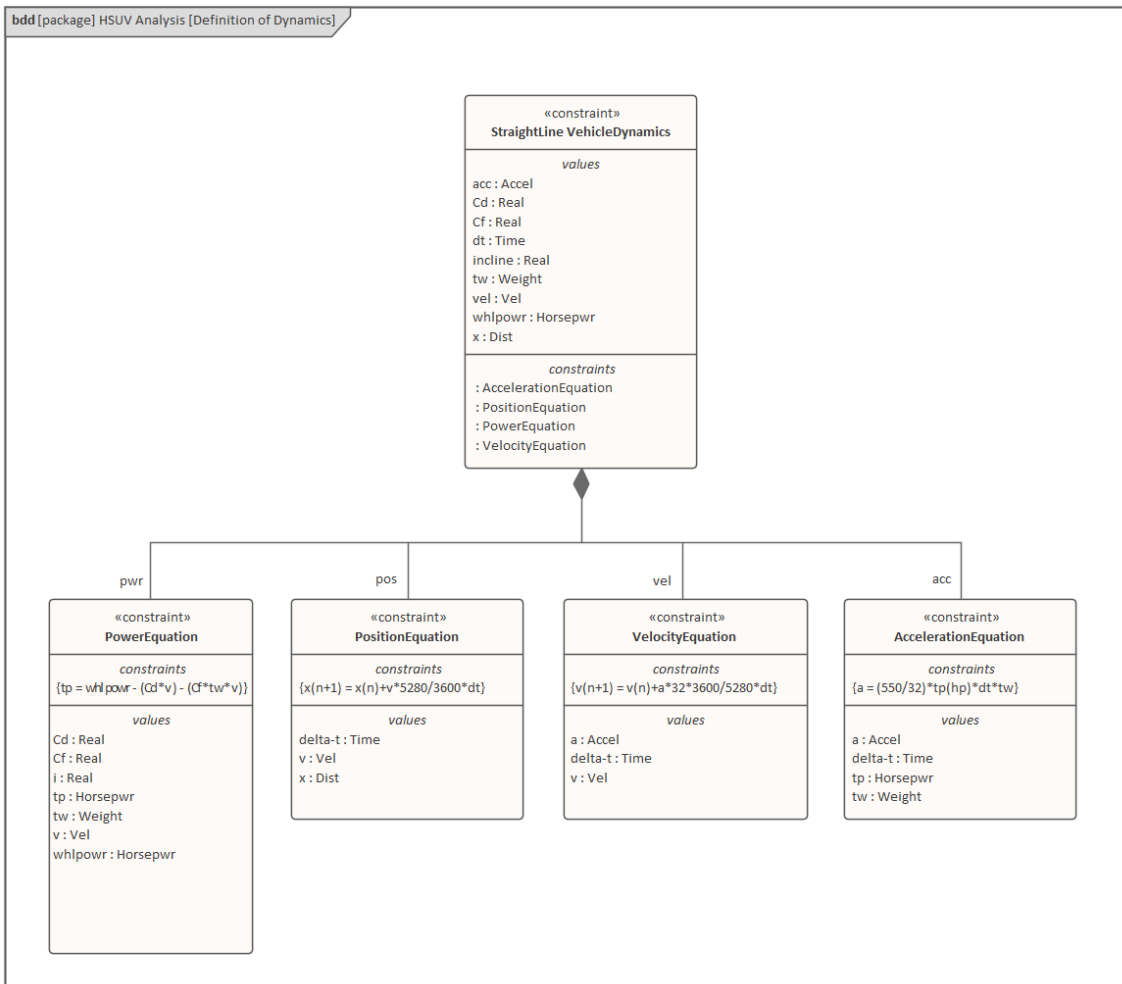 bdd [package] HSUV Analysis [Definition of Dynamics]
«constraint»
StraightLine VehicleDynamics
values
acc : Accel
Cd : Real
Cf : Real
dt : Time
incline : Real
tw : Weight
vel : Vel
whlpowr : Horsepwr
x : Dist
constraints
: AccelerationEquation
: PositionEquation
: PowerEquation
: VelocityEquation
pwr
«constraint»
PowerEquation
constraints
{tp = whlpowr - (Cd*v) - (Cf*tw*v)}
values
Cd : Real
Cf : Real
i : Real
tp : Horsepwr
tw : Weight
v : Vel
whlpowr : Horsepwr
pos
«constraint»
PositionEquation
constraints
{x(n+1) = x(n)+v*5280/3600*dt}
values
delta-t : Time
v : Vel
x : Dist
vel
«constraint»
VelocityEquation
constraints
{v(n+1) = v(n)+a*32*3600/5280*dt}
values
a : Accel
delta-t : Time
v : Vel
acc
«constraint»
AccelerationEquation
constraints
{a = (550/32)*tp(hp)*dt*tw}
values
a : Accel
delta-t : Time
tp : Horsepwr
tw : Weight